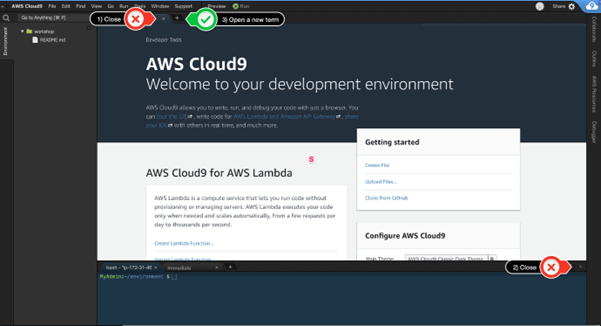 AWS Cloud9 File Edit Find View Go Run Tools Window Support Preview Run
Share
Go to Anything (⌘ P)
1) Close
3) Open a new term
Environment
workshop
README.md
Collaborate
Outline
AWS Resources
Debugger
Developer Tools
AWS Cloud9
Welcome to your development environment
AWS Cloud9 allows you to write, run, and debug your code with just a browser. You
can tour the IDE, write code for AWS Lambda and Amazon API Gateway, share
your IDE with others in real time, and much more.
S
Getting started
Create File
Upload Files...
Clone from GitHub
AWS Cloud9 for AWS Lambda
AWS Lambda is a compute service that lets you run code without
provisioning or managing servers. AWS Lambda executes your code
only when needed and scales automatically, from a few requests per
day to thousands per second.
Create Lambda Function...
Import Lambda Function...
Configure AWS Cloud9
Main Theme:
AWS Cloud9 Classic Dark Theme
bash - "ip-172-31-45
Immediate
2) Close
MyAdmin:~/environment $